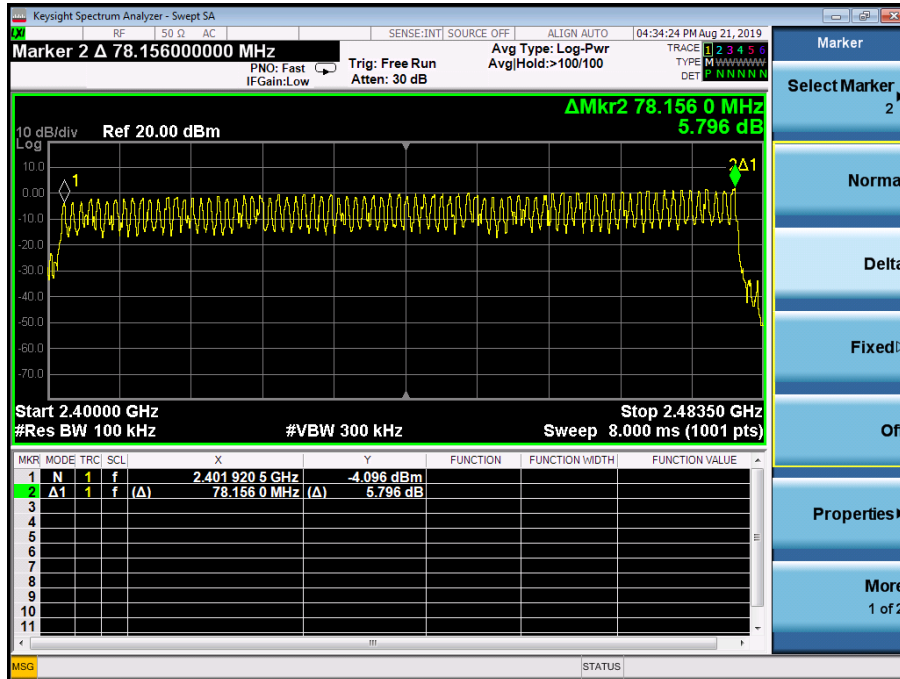 Keysight Spectrum Analyzer - Swept SA
LXI RF 50 Ω AC SENSE:INT SOURCE OFF ALIGN AUTO 04:34:24 PM Aug 21, 2019
Marker 2 Δ 78.156000000 MHz
PNO: Fast
IFGain:Low
Trig: Free Run
Atten: 30 dB
Avg Type: Log-Pwr
Avg|Hold:>100/100
TRACE 1 2 3 4 5 6
TYPE M WWWWW
DET P N N N N N
ΔMkr2 78.156 0 MHz
5.796 dB
10 dB/div Ref 20.00 dBm
Log
10.0
0.00
-10.0
-20.0
-30.0
-40.0
-50.0
-60.0
-70.0
1
2Δ1
Start 2.40000 GHz Stop 2.48350 GHz
#Res BW 100 kHz #VBW 300 kHz Sweep 8.000 ms (1001 pts)
MKR MODE TRC SCL X Y FUNCTION FUNCTION WIDTH FUNCTION VALUE
1 N 1 f 2.401 920 5 GHz -4.096 dBm
2 Δ1 1 f (Δ) 78.156 0 MHz (Δ) 5.796 dB
3
4
5
6
7
8
9
10
11
MSG STATUS
Marker
Select Marker
2
Norma
Delta
Fixed
Of
Properties
More
1 of 2